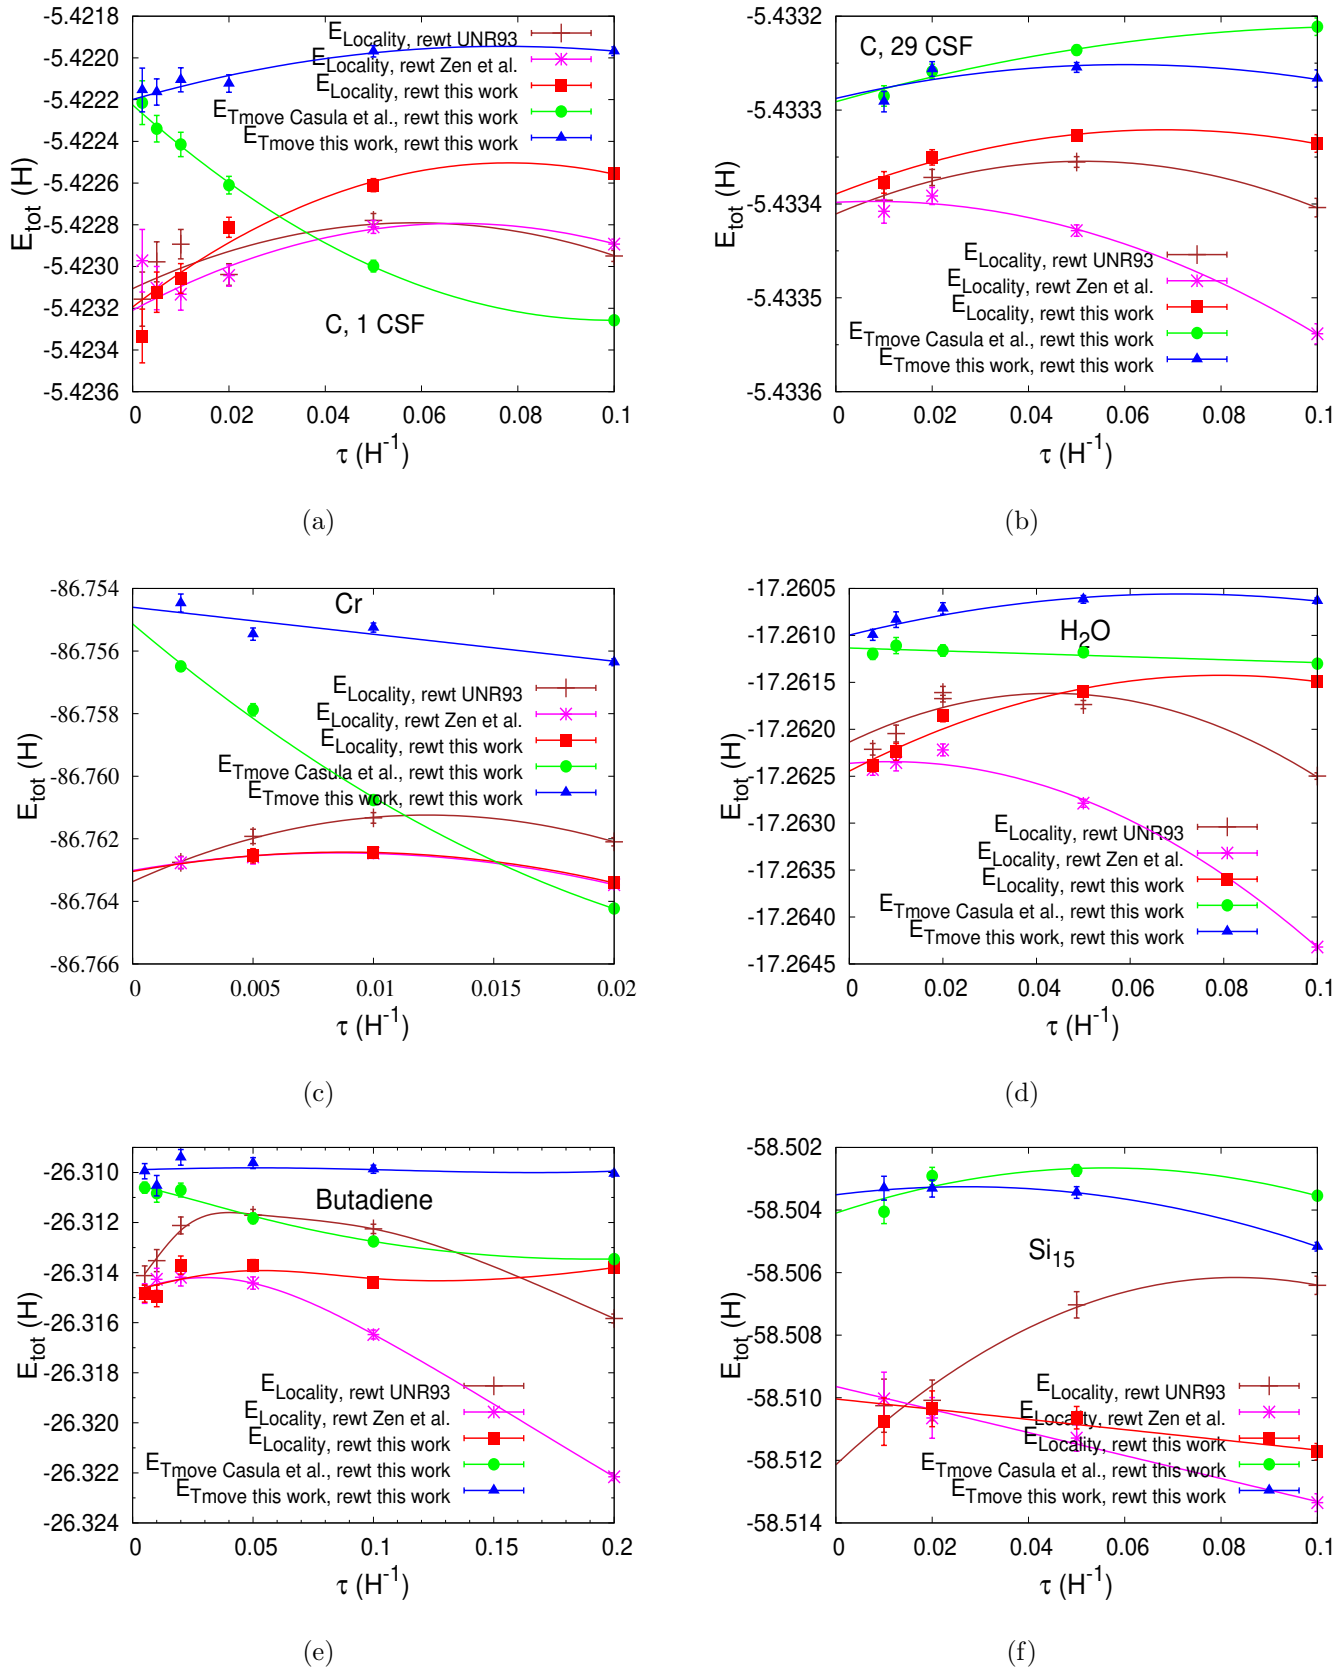 -5.4218
-5.4220
-5.4222
-5.4224
-5.4226
-5.4228
-5.4230
-5.4232
-5.4234
-5.4236
E_tot (H)
E_Locality, rewt UNR93
E_Locality, rewt Zen et al.
E_Locality, rewt this work
E_Tmove Casula et al., rewt this work
E_Tmove this work, rewt this work
C, 1 CSF
0 0.02 0.04 0.06 0.08 0.1
τ (H^-1)
(a)
-5.4332
-5.4333
-5.4334
-5.4335
-5.4336
E_tot (H)
C, 29 CSF
E_Locality, rewt UNR93
E_Locality, rewt Zen et al.
E_Locality, rewt this work
E_Tmove Casula et al., rewt this work
E_Tmove this work, rewt this work
0 0.02 0.04 0.06 0.08 0.1
τ (H^-1)
(b)
-86.754
-86.756
-86.758
-86.760
-86.762
-86.764
-86.766
E_tot (H)
Cr
E_Locality, rewt UNR93
E_Locality, rewt Zen et al.
E_Locality, rewt this work
E_Tmove Casula et al., rewt this work
E_Tmove this work, rewt this work
0 0.005 0.01 0.015 0.02
τ (H^-1)
(c)
-17.2605
-17.2610
-17.2615
-17.2620
-17.2625
-17.2630
-17.2635
-17.2640
-17.2645
E_tot (H)
H_2O
E_Locality, rewt UNR93
E_Locality, rewt Zen et al.
E_Locality, rewt this work
E_Tmove Casula et al., rewt this work
E_Tmove this work, rewt this work
0 0.02 0.04 0.06 0.08 0.1
τ (H^-1)
(d)
-26.310
-26.312
-26.314
-26.316
-26.318
-26.320
-26.322
-26.324
E_tot (H)
Butadiene
E_Locality, rewt UNR93
E_Locality, rewt Zen et al.
E_Locality, rewt this work
E_Tmove Casula et al., rewt this work
E_Tmove this work, rewt this work
0 0.05 0.1 0.15 0.2
τ (H^-1)
(e)
-58.502
-58.504
-58.506
-58.508
-58.510
-58.512
-58.514
E_tot (H)
Si_15
E_Locality, rewt UNR93
E_Locality, rewt Zen et al.
E_Locality, rewt this work
E_Tmove Casula et al., rewt this work
E_Tmove this work, rewt this work
0 0.02 0.04 0.06 0.08 0.1
τ (H^-1)
(f)